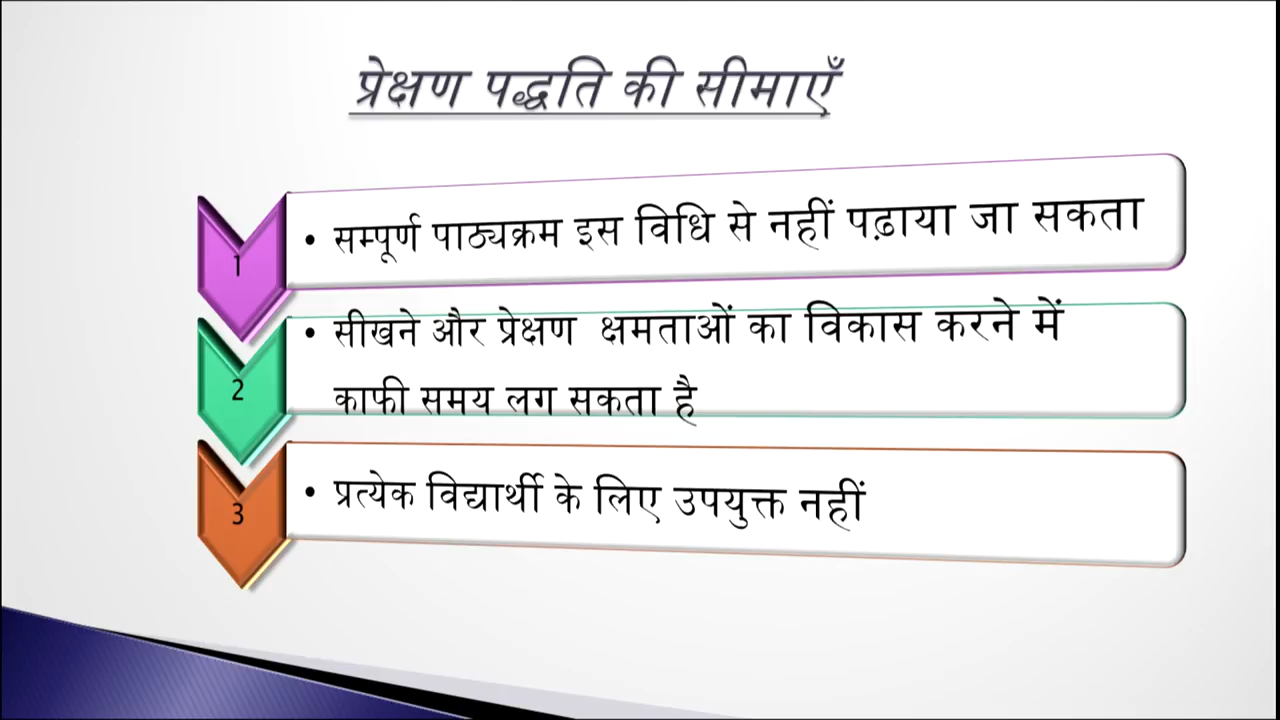 प्रेक्षण पद्धति की सीमाएँ
1
• सम्पूर्ण पाठ्यक्रम इस विधि से नहीं पढ़ाया जा सकता
2
• सीखने और प्रेक्षण क्षमताओं का विकास करने में
काफी समय लग सकता है
3
• प्रत्येक विद्यार्थी के लिए उपयुक्त नहीं